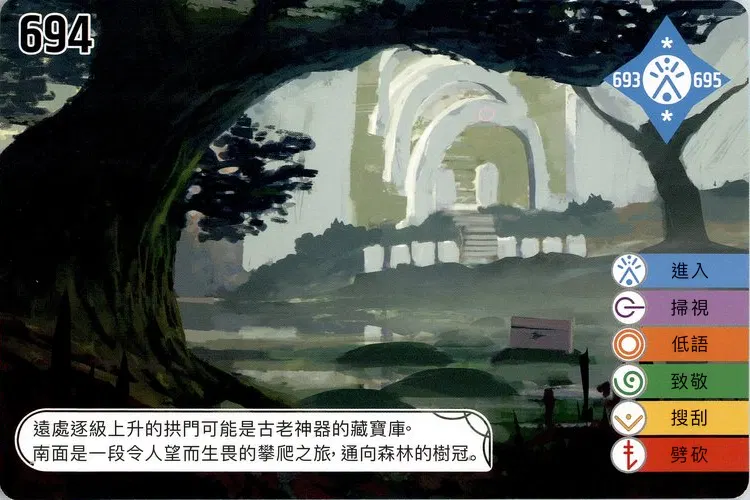 694
*
693 695
*
進入
掃視
低語
致敬
搜刮
劈砍
遠處逐級上升的拱門可能是古老神器的藏寶庫。
南面是一段令人望而生畏的攀爬之旅,通向森林的樹冠。